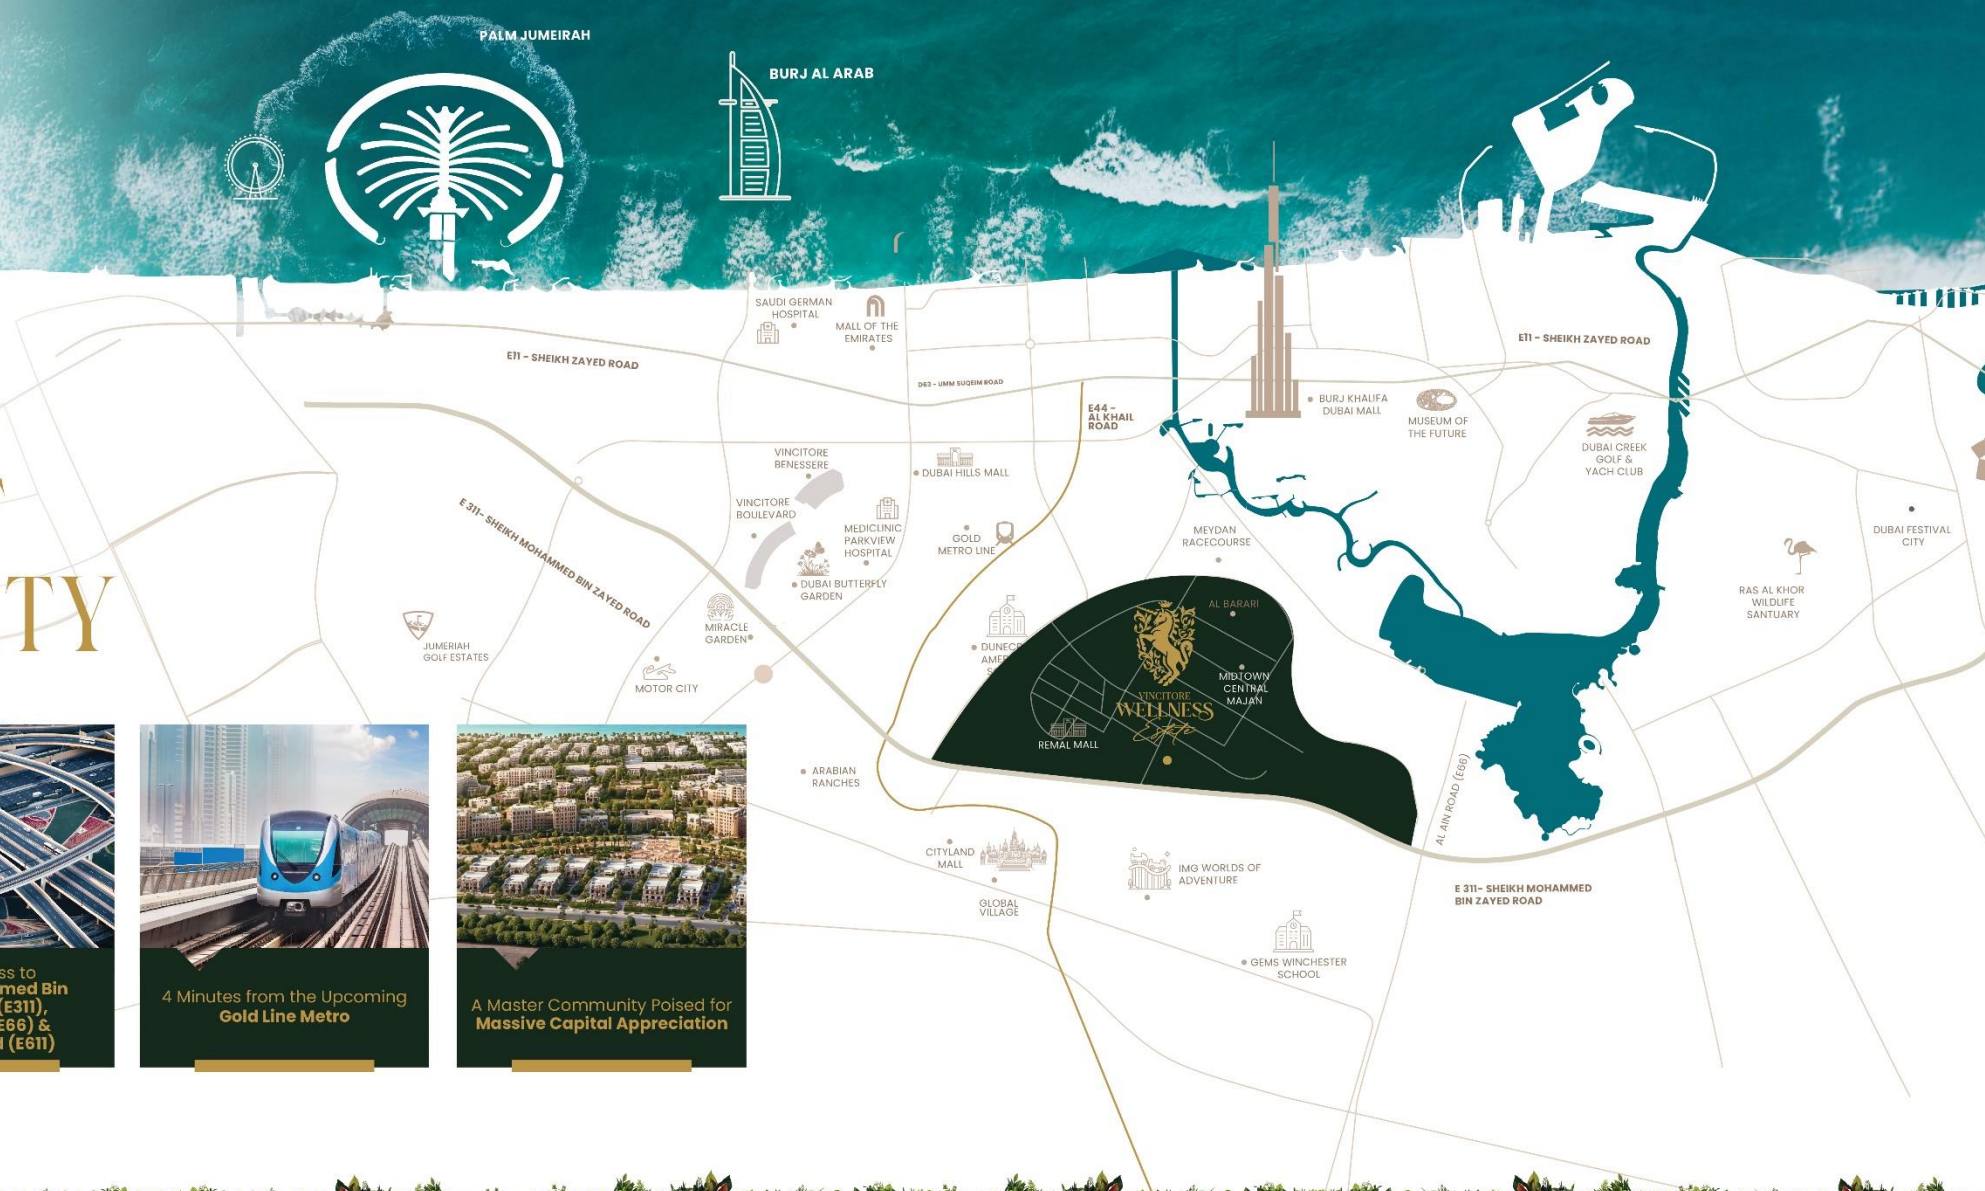 PALM JUMEIRAH
BURJ AL ARAB
SAUDI GERMAN
HOSPITAL
MALL OF THE
EMIRATES
E11 - SHEIKH ZAYED ROAD
E11 - SHEIKH ZAYED ROAD
D63 - UMM SUQEIM ROAD
E44 -
AL KHAIL
ROAD
BURJ KHALIFA
DUBAI MALL
MUSEUM OF
THE FUTURE
DUBAI CREEK
GOLF &
YACH CLUB
VINCITORE
BENESSERE
DUBAI HILLS MALL
VINCITORE
BOULEVARD
MEDICLINIC
PARKVIEW
HOSPITAL
GOLD
METRO LINE
MEYDAN
RACECOURSE
DUBAI FESTIVAL
CITY
E 311- SHEIKH MOHAMMED BIN ZAYED ROAD
DUBAI BUTTERFLY
GARDEN
RAS AL KHOR
WILDLIFE
SANTUARY
TY
MIRACLE
GARDEN
JUMERIAH
GOLF ESTATES
MOTOR CITY
DUNEC
AMER
S
AL BARARI
MIDTOWN
CENTRAL
MAJAN
VINCITORE
WELLNESS
Estate
REMAL MALL
ARABIAN
RANCHES
AL AIN ROAD (E66)
CITYLAND
MALL
GLOBAL
VILLAGE
IMG WORLDS OF
ADVENTURE
E 311- SHEIKH MOHAMMED
BIN ZAYED ROAD
GEMS WINCHESTER
SCHOOL
ss to
med Bin
(E311),
E66) &
d (E611)
4 Minutes from the Upcoming
Gold Line Metro
A Master Community Poised for
Massive Capital Appreciation